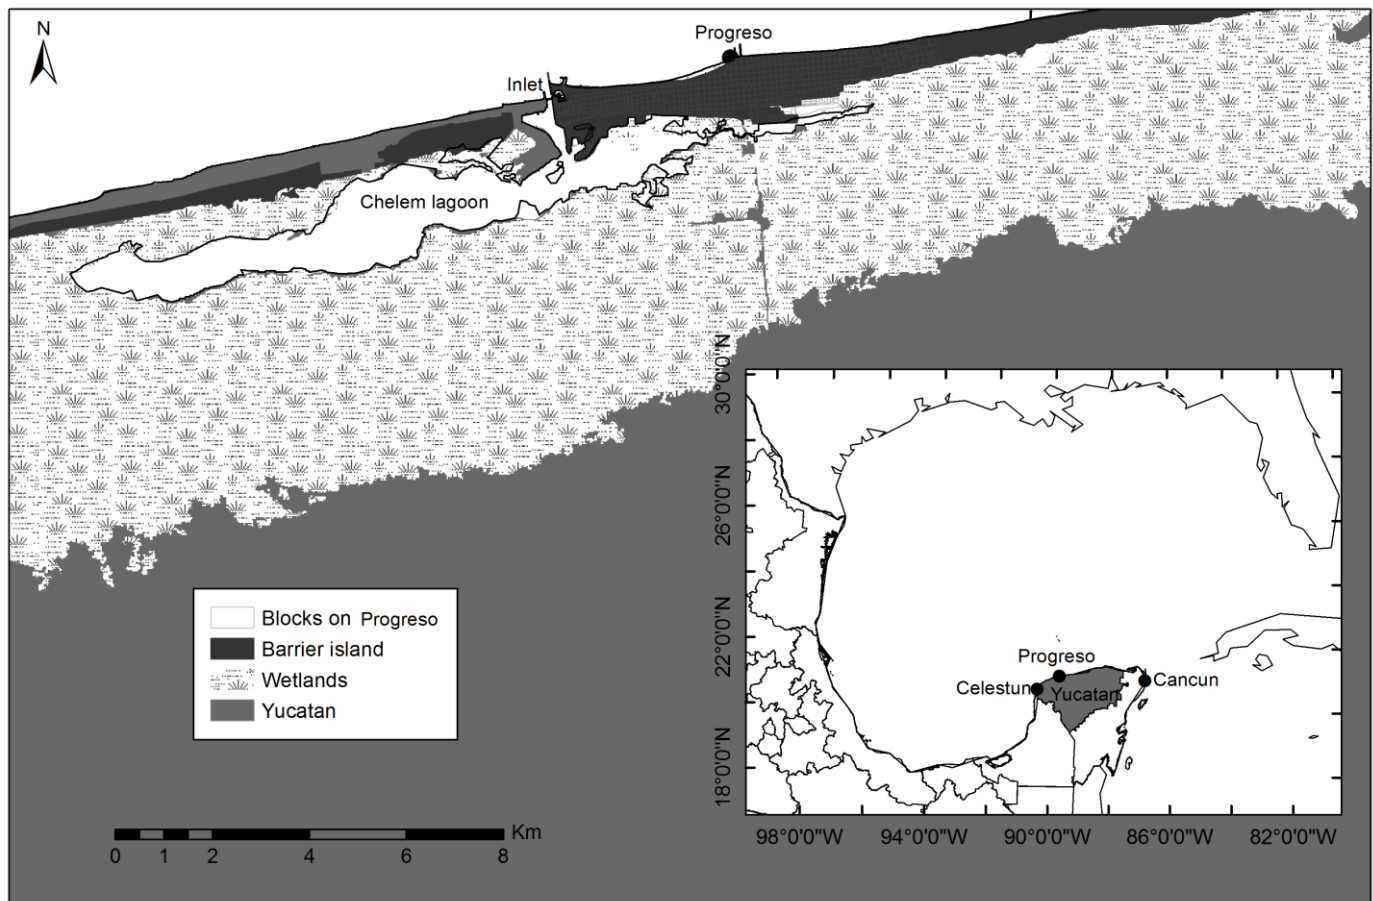 N
Progreso
Inlet
Chelem lagoon
Blocks on Progreso
Barrier island
Wetlands
Yucatan
Km
0 1 2 4 6 8
30°0'0"N
26°0'0"N
22°0'0"N
18°0'0"N
Progreso
Celestun
Yucatan
Cancun
98°0'0"W 94°0'0"W 90°0'0"W 86°0'0"W 82°0'0"W